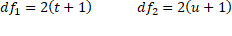 df₁ = 2(t + 1) df₂ = 2(u + 1)